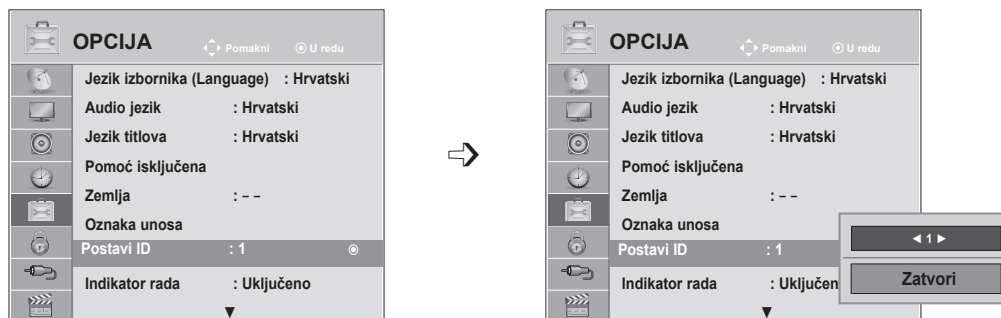 OPCIJA
Pomakni U redu
Jezik izbornika (Language) : Hrvatski
Audio jezik : Hrvatski
Jezik titlova : Hrvatski
Pomoć isključena
Zemlja : – –
Oznaka unosa
Postavi ID : 1
Indikator rada : Uključeno
OPCIJA
Pomakni U redu
Jezik izbornika (Language) : Hrvatski
Audio jezik : Hrvatski
Jezik titlova : Hrvatski
Pomoć isključena
Zemlja : – –
Oznaka unosa
Postavi ID : 1
Indikator rada : Uključen
◄ 1 ►
Zatvori